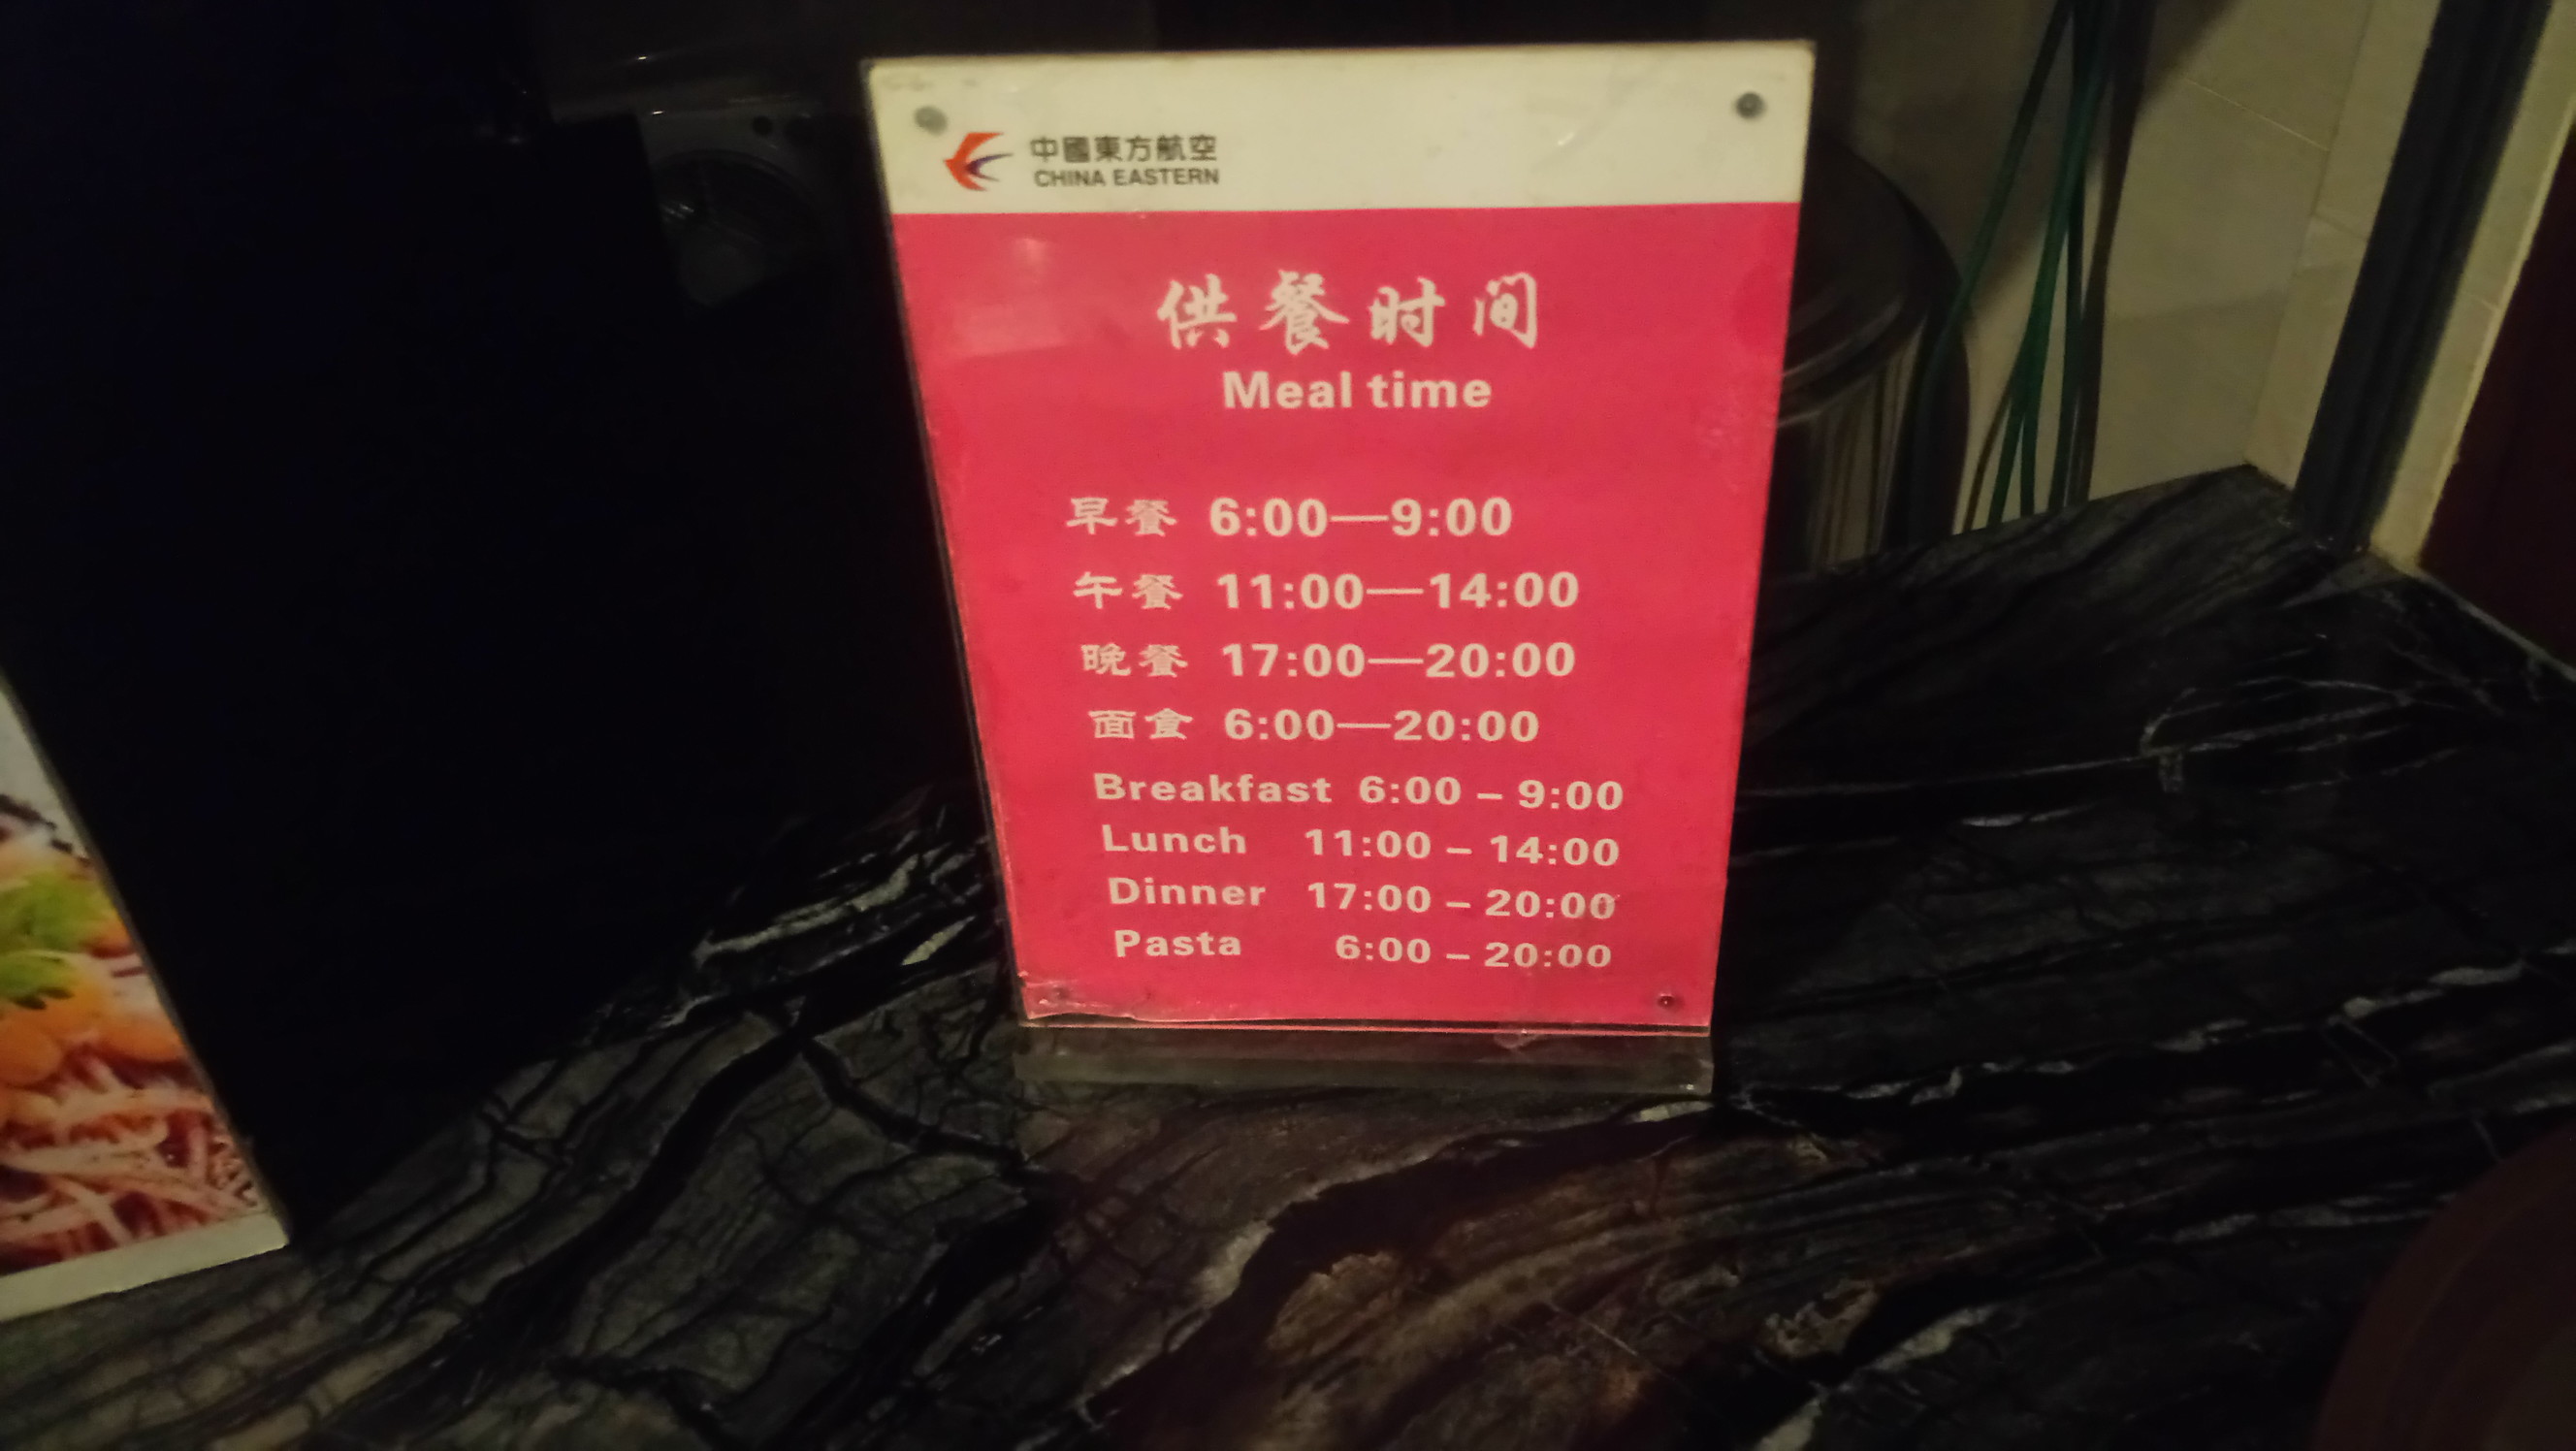 中國東方航空
CHINA EASTERN
供餐时间
Meal time
早餐 6:00—9:00
午餐 11:00—14:00
晚餐 17:00—20:00
面食 6:00—20:00
Breakfast 6:00 – 9:00
Lunch 11:00 – 14:00
Dinner 17:00 – 20:00
Pasta 6:00 – 20:00